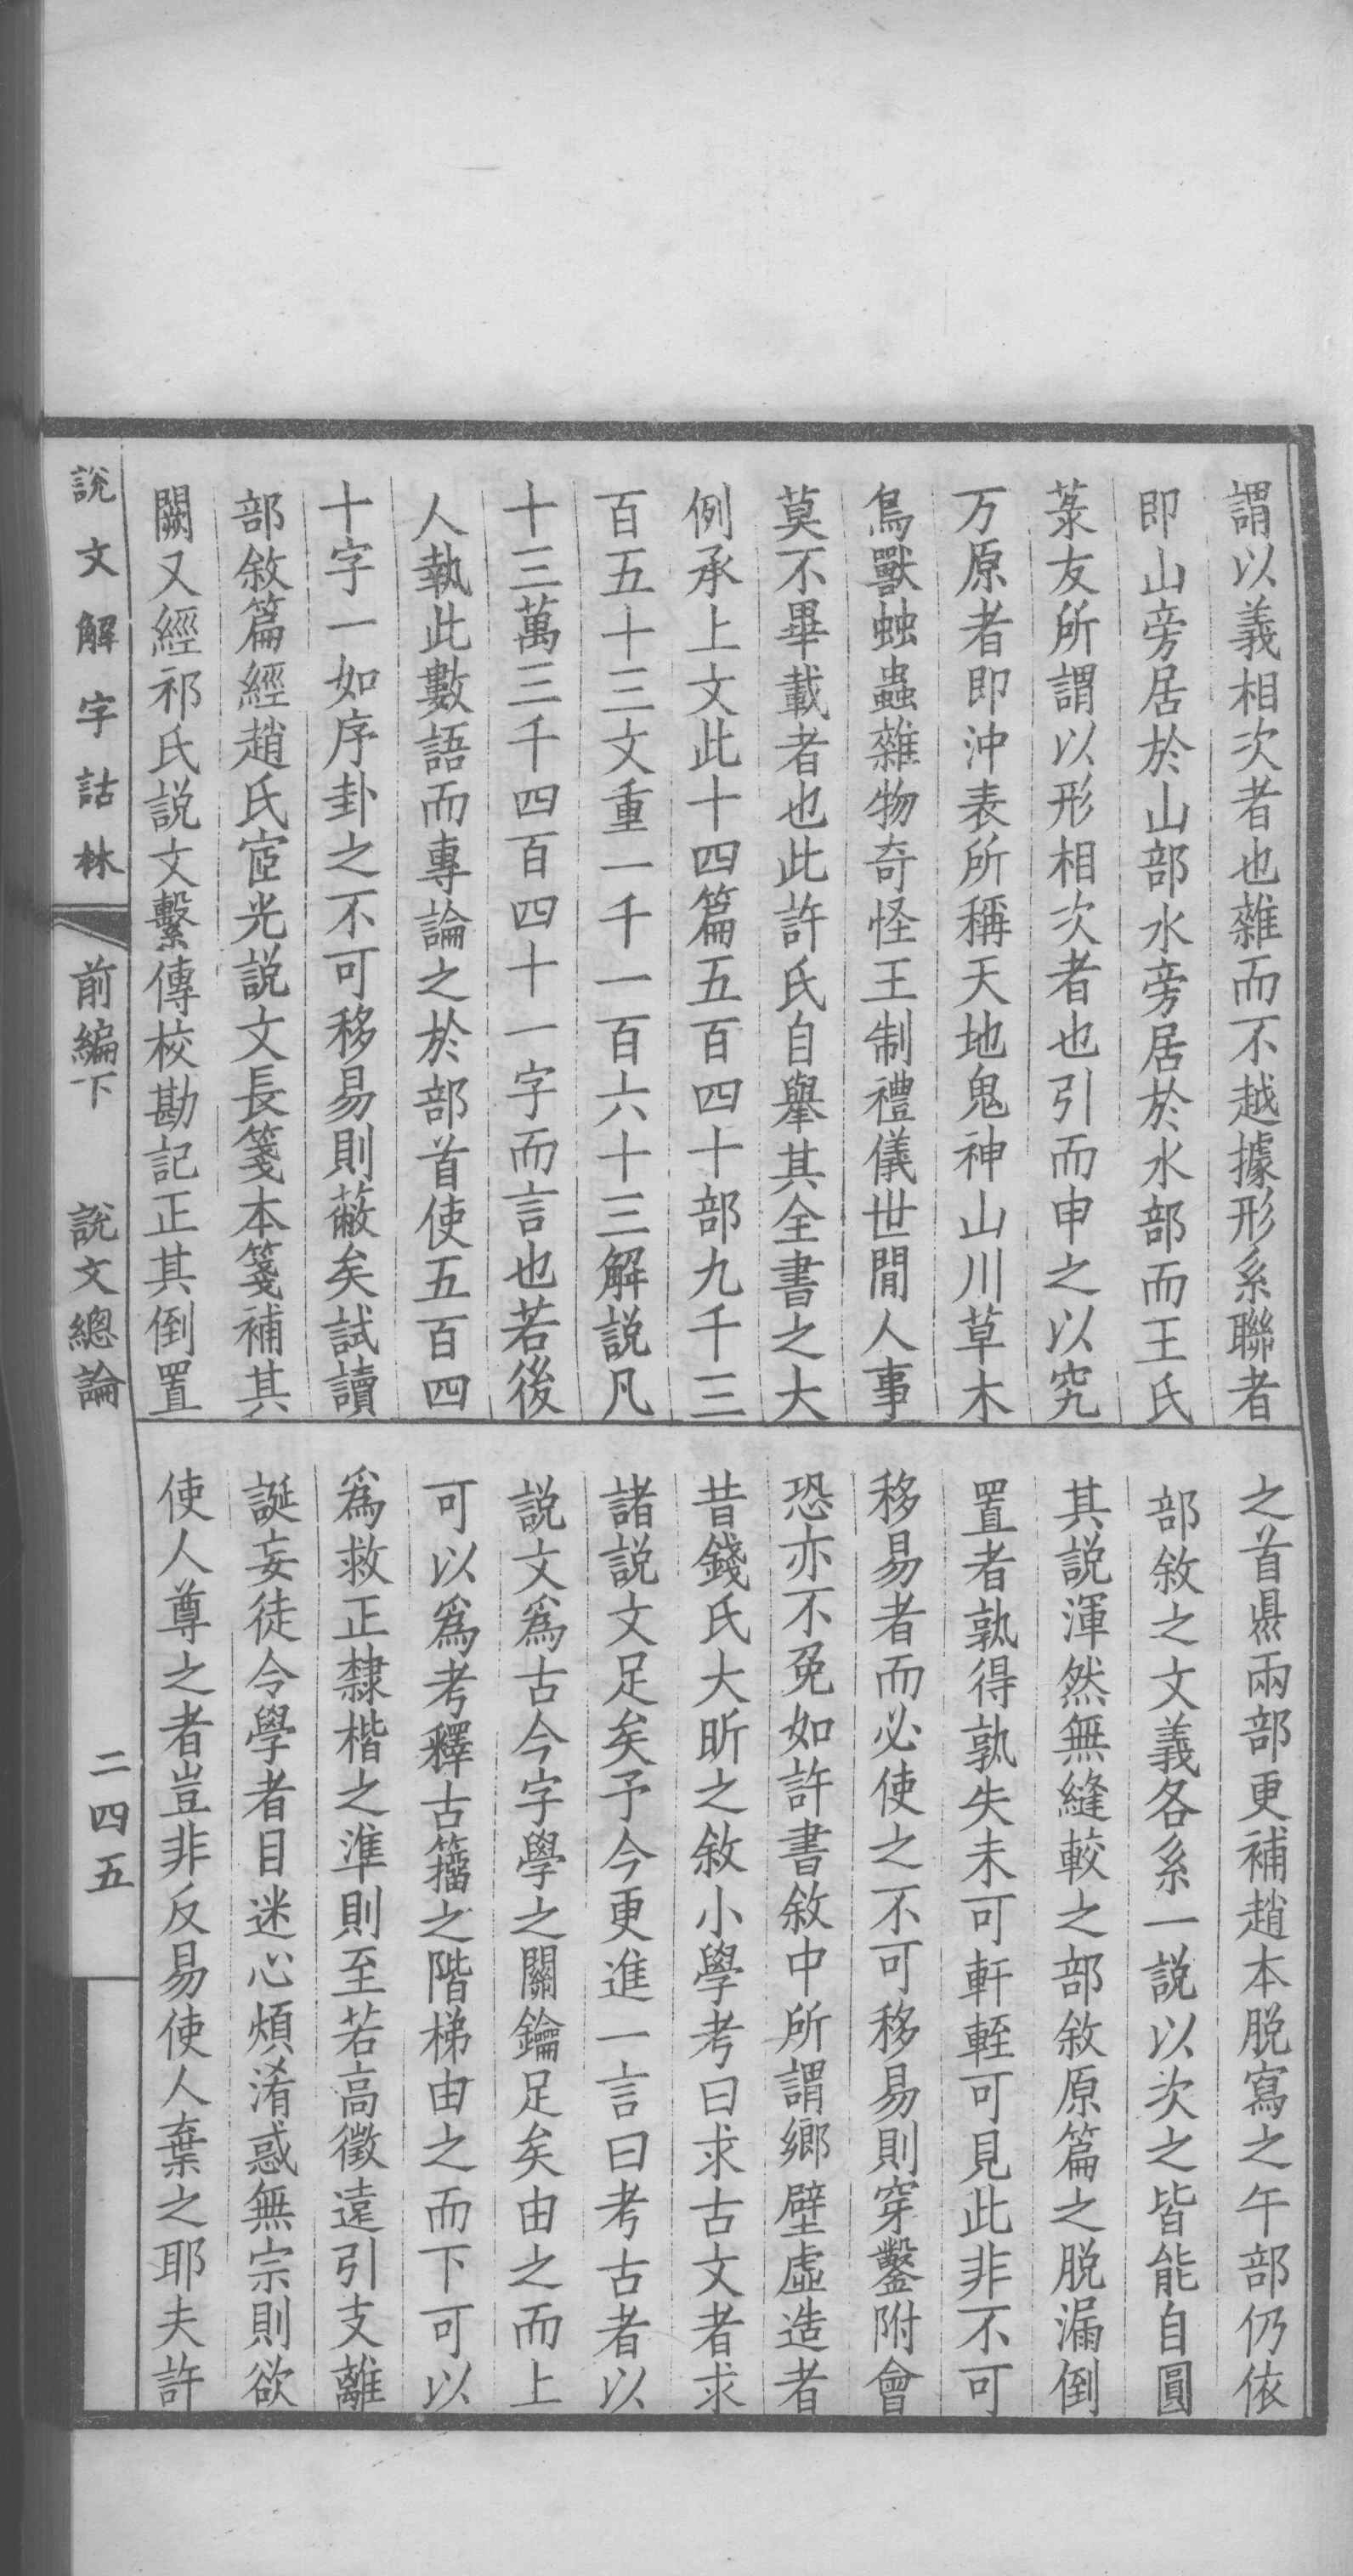 謂以義相次者也雜而不越據形系聯者
即山旁居於山部水旁居於水部而王氏
菉友所謂以形相次者也引而申之以究
万原者即沖表所稱天地鬼神山川草木
鳥獸䖵蟲雜物奇怪王制禮儀世閒人事
莫不畢載者也此許氏自舉其全書之大
例承上文此十四篇五百四十部九千三
百五十三文重一千一百六十三解説凡
十三萬三千四百四十一字而言也若後
人執此數語而專論之於部首使五百四
十字一如序卦之不可移易則蔽矣試讀
部敘篇經趙氏宧光説文長箋本箋補其
闕又經祁氏説文繫傳校勘記正其倒置
之首㬎兩部更補趙本脱寫之午部仍依
部敘之文義各系一説以次之皆能自圓
其説渾然無縫較之部敘原篇之脱漏倒
置者孰得孰失未可軒輊可見此非不可
移易者而必使之不可移易則穿鑿附會
恐亦不免如許書敘中所謂鄉壁虛造者
昔錢氏大昕之敘小學考曰求古文者求
諸説文足矣予今更進一言曰考古者以
説文爲古今字學之關鑰足矣由之而上
可以爲考釋古籀之階梯由之而下可以
爲救正隸楷之準則至若高徵遠引支離
誕妄徒令學者目迷心煩淆惑無宗則欲
使人尊之者豈非反易使人棄之耶夫許
説文解字詁林
前編下
説文總論
二四五